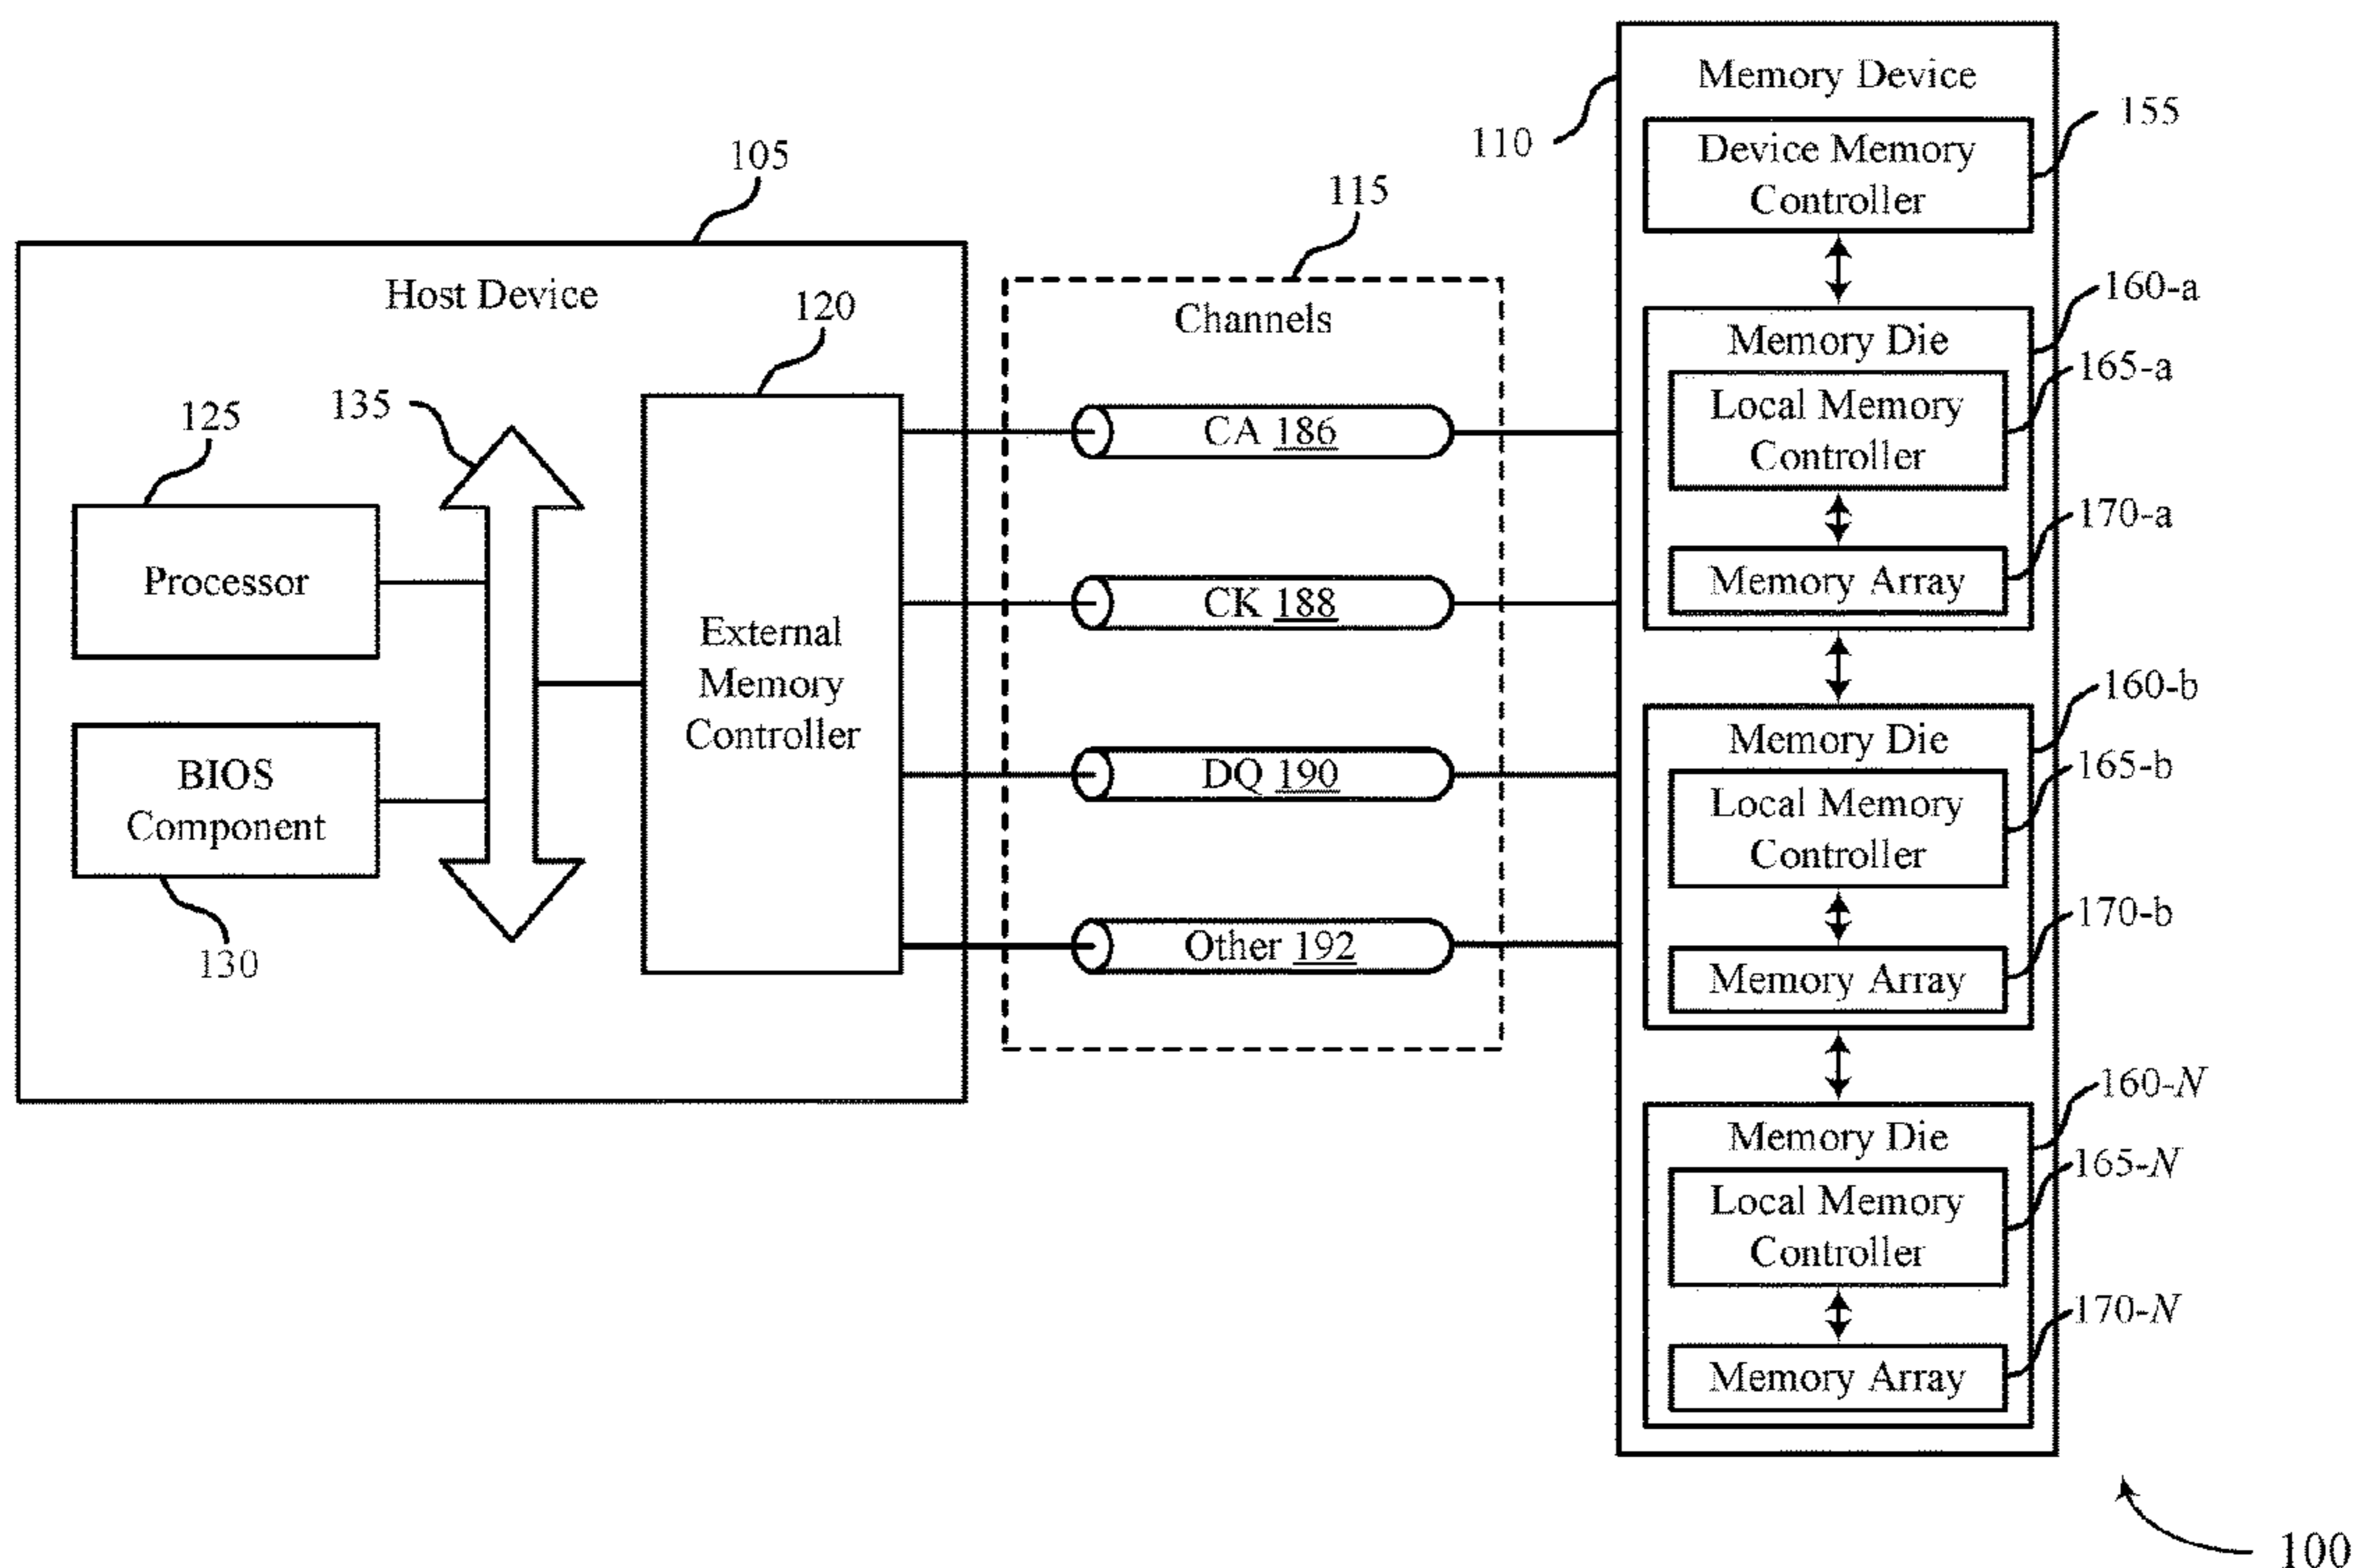 105
Host Device
120
135
125
Processor
BIOS
Component
130
External
Memory
Controller
115
Channels
CA 186
CK 188
DQ 190
Other 192
110
Memory Device
155
Device Memory
Controller
160-a
Memory Die
165-a
Local Memory
Controller
170-a
Memory Array
160-b
Memory Die
165-b
Local Memory
Controller
170-b
Memory Array
160-N
Memory Die
165-N
Local Memory
Controller
170-N
Memory Array
100